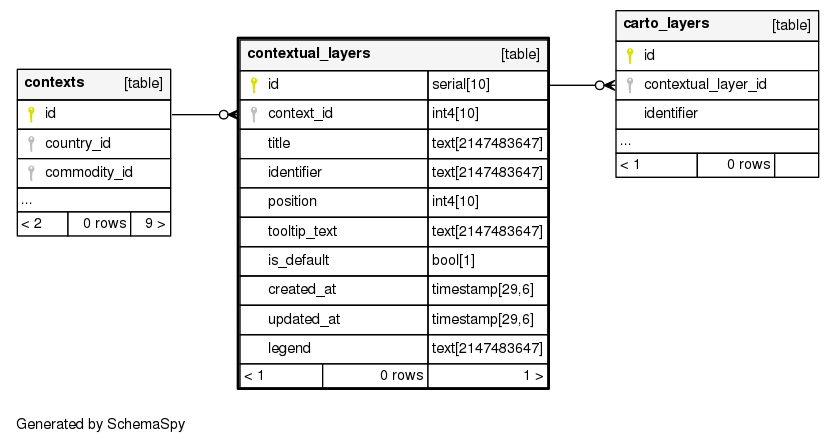 contexts [table]
id
country_id
commodity_id
...
< 2 0 rows 9 >
contextual_layers [table]
id serial[10]
context_id int4[10]
title text[2147483647]
identifier text[2147483647]
position int4[10]
tooltip_text text[2147483647]
is_default bool[1]
created_at timestamp[29,6]
updated_at timestamp[29,6]
legend text[2147483647]
< 1 0 rows 1 >
carto_layers [table]
id
contextual_layer_id
identifier
...
< 1 0 rows
Generated by SchemaSpy